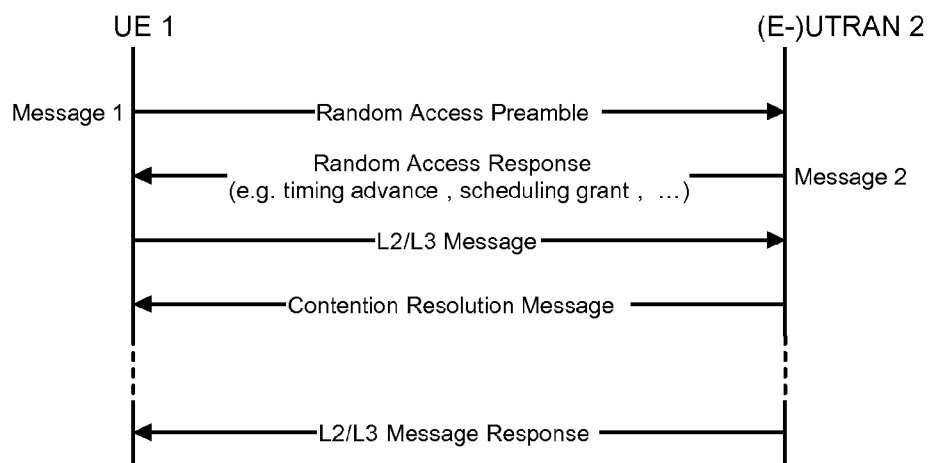 UE 1
(E-)UTRAN 2
Message 1
Random Access Preamble
Random Access Response
(e.g. timing advance , scheduling grant , …)
Message 2
L2/L3 Message
Contention Resolution Message
L2/L3 Message Response